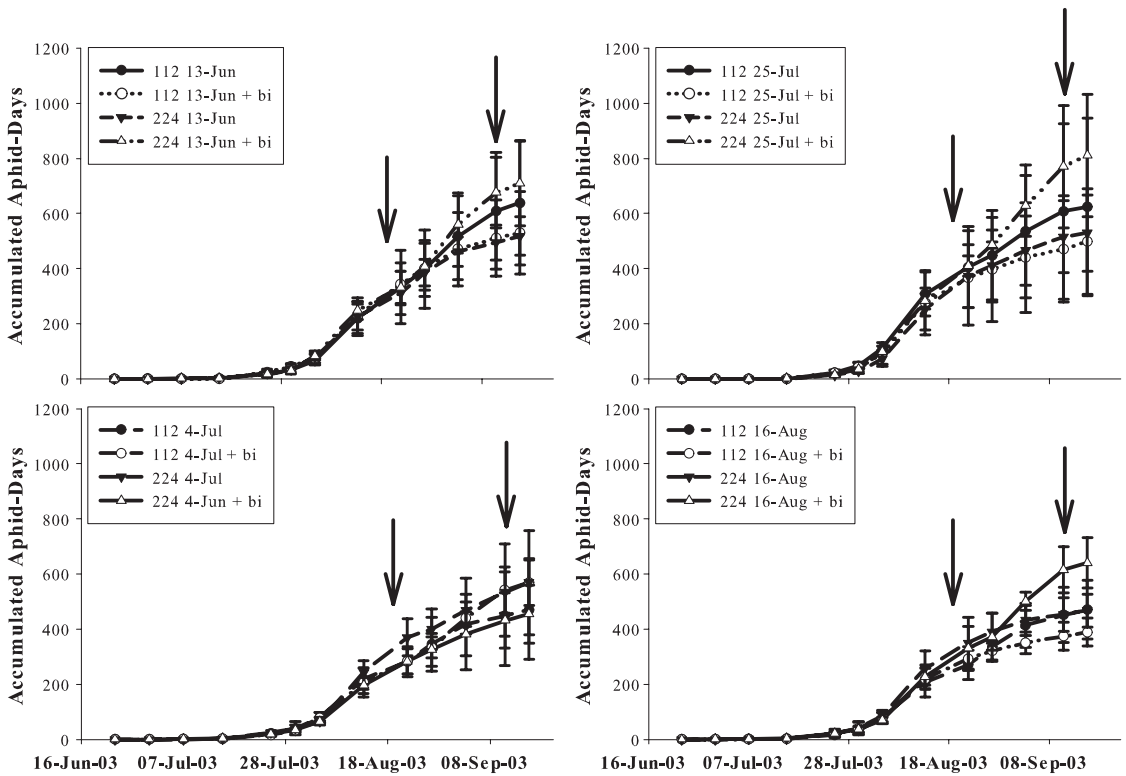 1200
1000
800
600
400
200
0
Accumulated Aphid-Days
112 13-Jun
112 13-Jun + bi
224 13-Jun
224 13-Jun + bi
1200
1000
800
600
400
200
0
Accumulated Aphid-Days
112 25-Jul
112 25-Jul + bi
224 25-Jul
224 25-Jul + bi
1200
1000
800
600
400
200
0
Accumulated Aphid-Days
112 4-Jul
112 4-Jul + bi
224 4-Jul
224 4-Jun + bi
16-Jun-03 07-Jul-03 28-Jul-03 18-Aug-03 08-Sep-03
1200
1000
800
600
400
200
0
Accumulated Aphid-Days
112 16-Aug
112 16-Aug + bi
224 16-Aug
224 16-Aug + bi
16-Jun-03 07-Jul-03 28-Jul-03 18-Aug-03 08-Sep-03